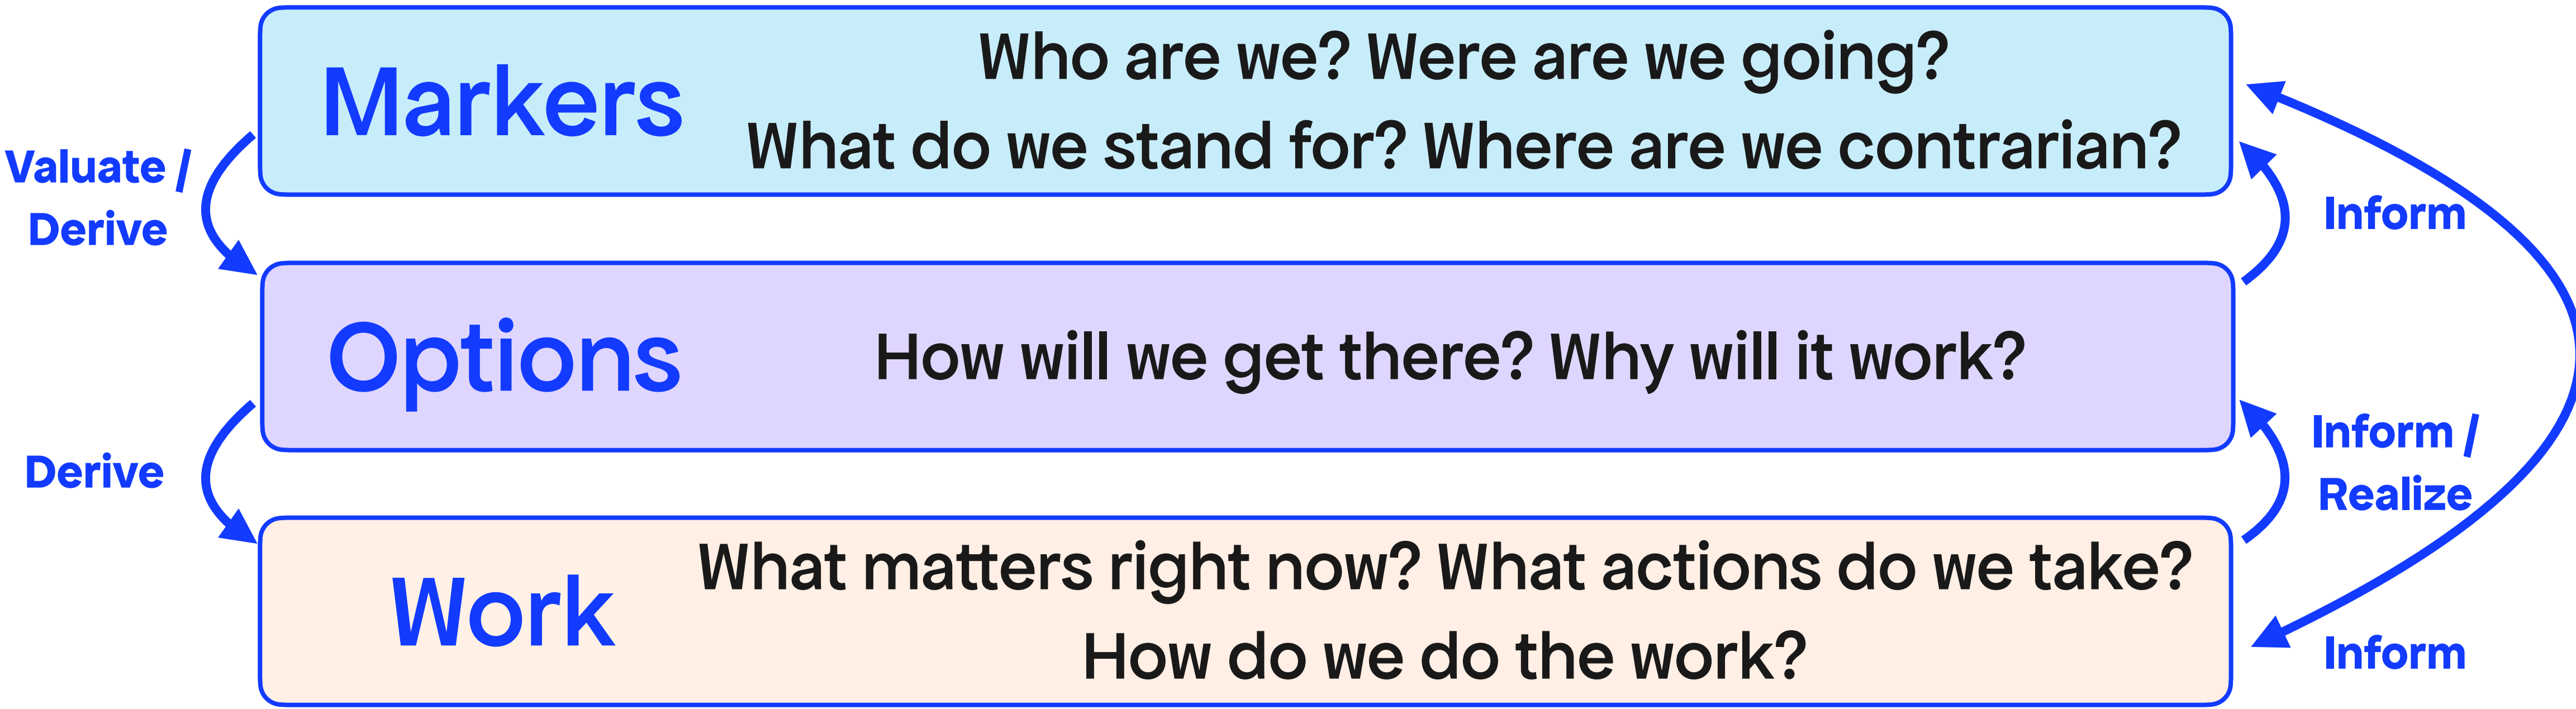 Markers
Who are we? Were are we going?
What do we stand for? Where are we contrarian?
Valuate /
Derive
Inform
Options
How will we get there? Why will it work?
Derive
Inform /
Realize
Work
What matters right now? What actions do we take?
How do we do the work?
Inform